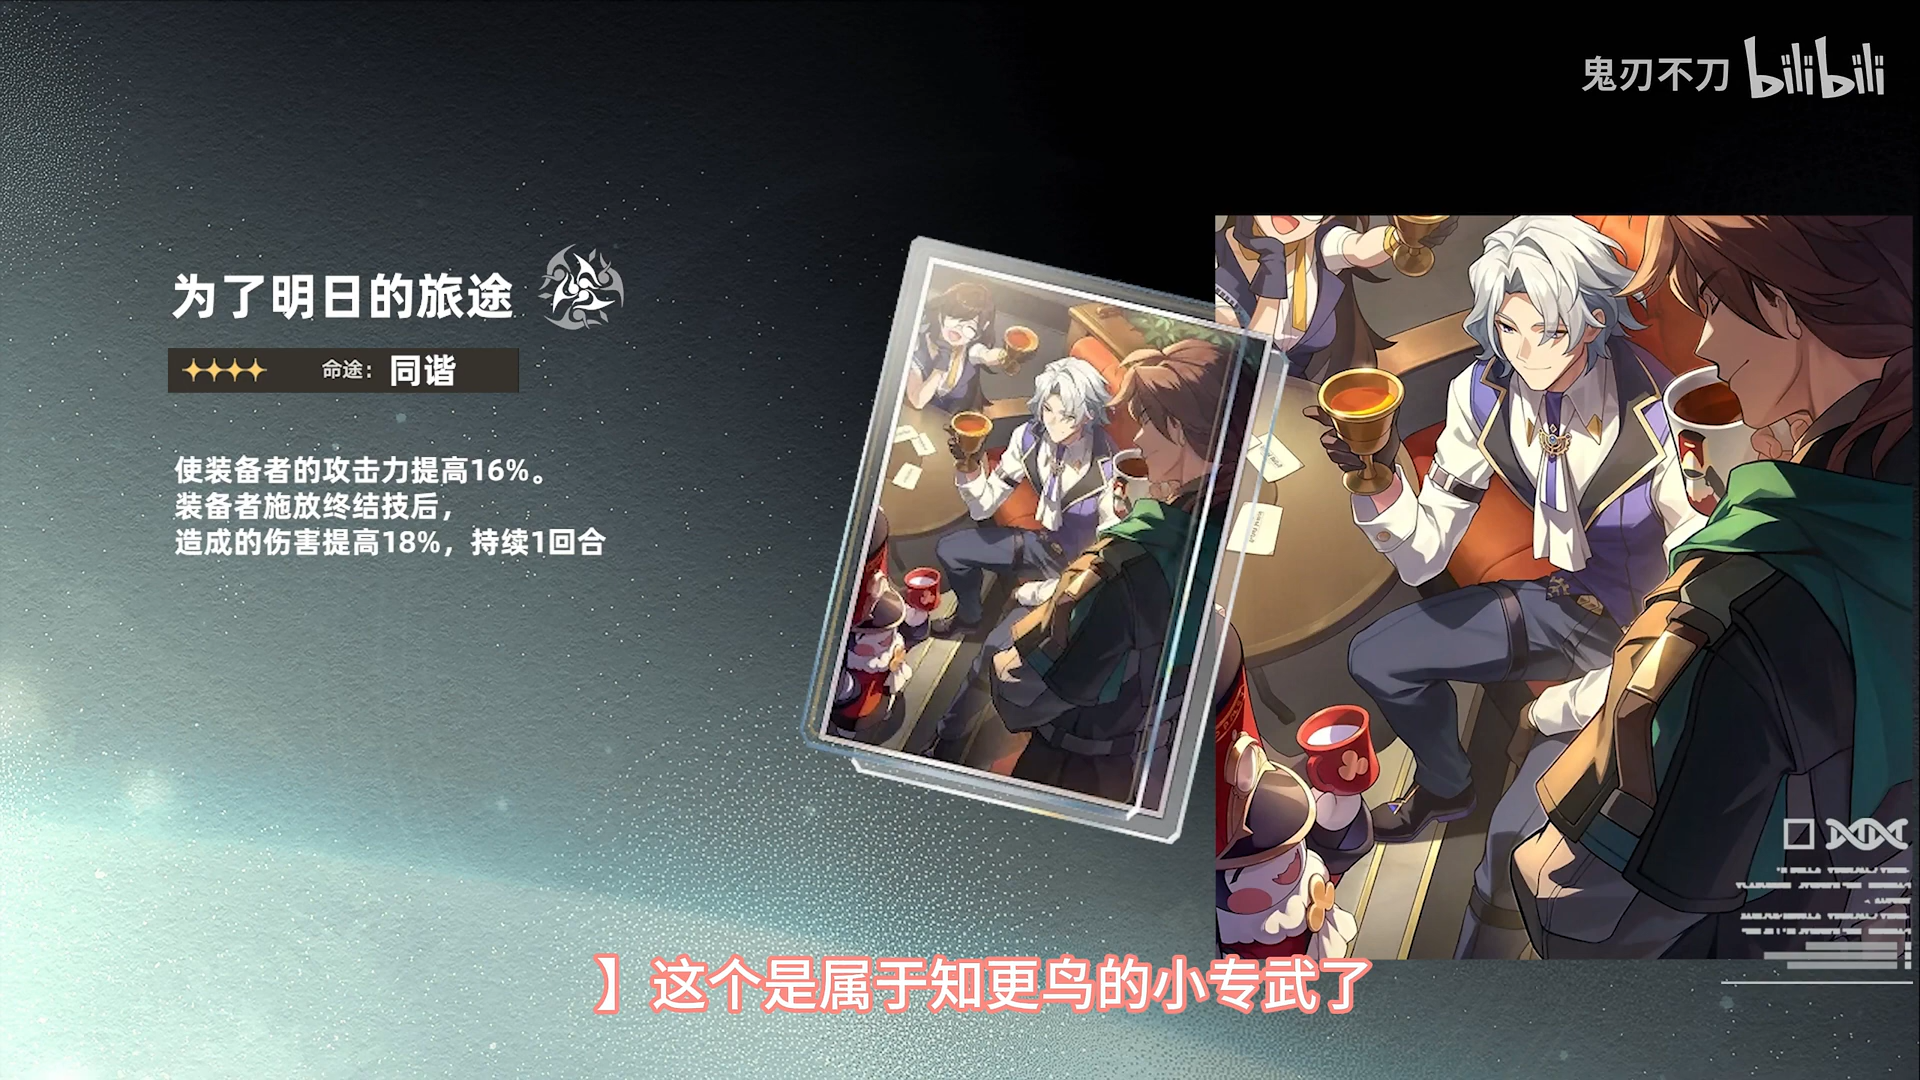 鬼刃不刀 bilibili
为了明日的旅途
命途：同谐
使装备者的攻击力提高16%。
装备者施放终结技后，
造成的伤害提高18%，持续1回合
】这个是属于知更鸟的小专武了